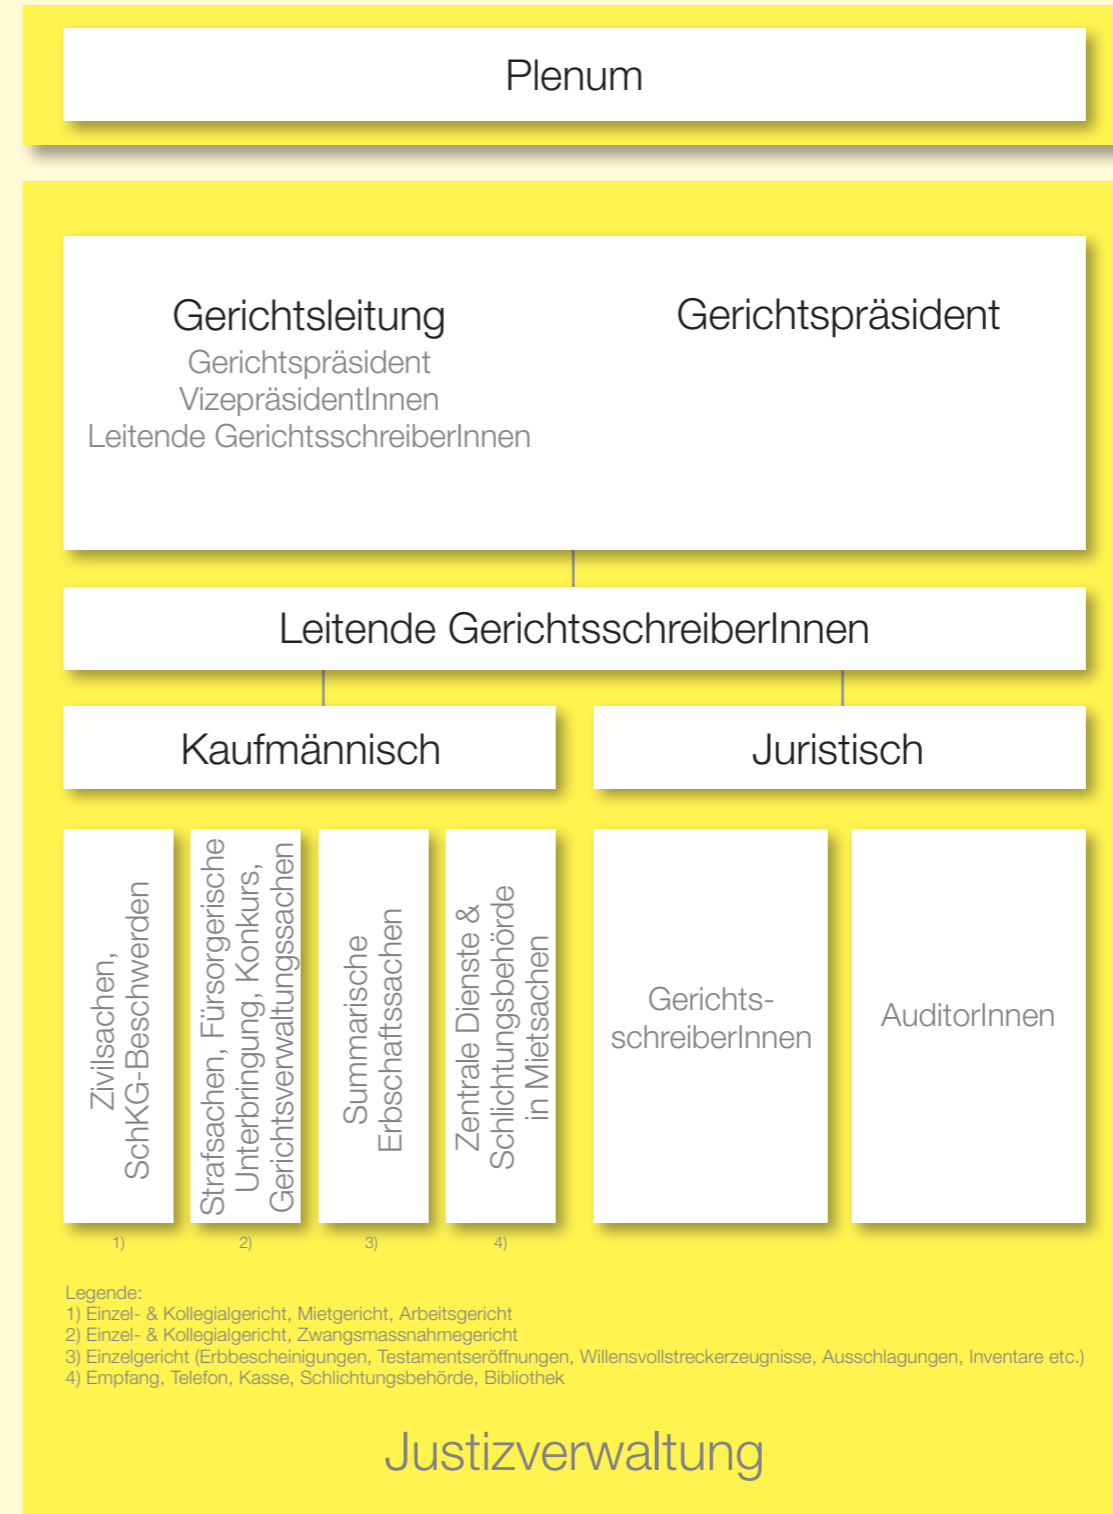 Plenum
Gerichtsleitung
Gerichtspräsident
VizepräsidentInnen
Leitende GerichtsschreiberInnen
Gerichtspräsident
Leitende GerichtsschreiberInnen
Kaufmännisch
Juristisch
Zivilsachen,
SchKG-Beschwerden
Strafsachen, Fürsorgerische
Unterbringung, Konkurs,
Gerichtsverwaltungssachen
Summarische
Erbschaftssachen
Zentrale Dienste &
Schlichtungsbehörde
in Mietsachen
Gerichts-
schreiberInnen
AuditorInnen
1)
2)
3)
4)
Legende:
1) Einzel- & Kollegialgericht, Mietgericht, Arbeitsgericht
2) Einzel- & Kollegialgericht, Zwangsmassnahmegericht
3) Einzelgericht (Erbbescheinigungen, Testamentseröffnungen, Willensvollstreckerzeugnisse, Ausschlagungen, Inventare etc.)
4) Empfang, Telefon, Kasse, Schlichtungsbehörde, Bibliothek
Justizverwaltung